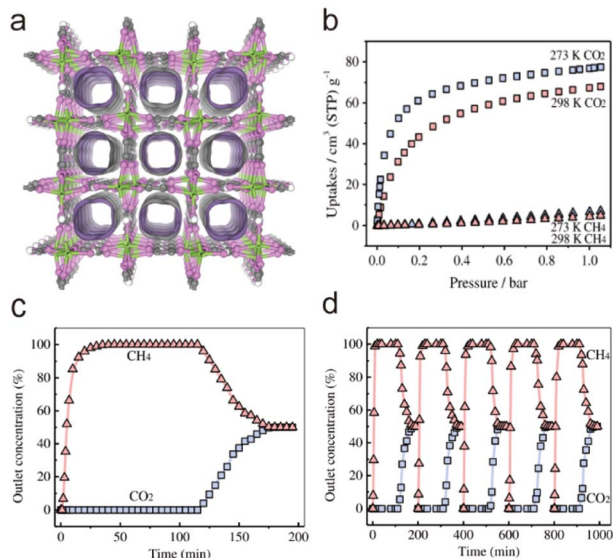 a
b
Uptakes / cm³ (STP) g⁻¹
80
60
40
20
0
273 K CO₂
298 K CO₂
273 K CH₄
298 K CH₄
0.0 0.2 0.4 0.6 0.8 1.0
Pressure / bar
c
Outlet concentration (%)
100
80
60
40
20
0
CH₄
CO₂
0 50 100 150 200
Time (min)
d
Outlet concentration (%)
100
80
60
40
20
0
CH₄
CO₂
0 200 400 600 800 1000
Time (min)